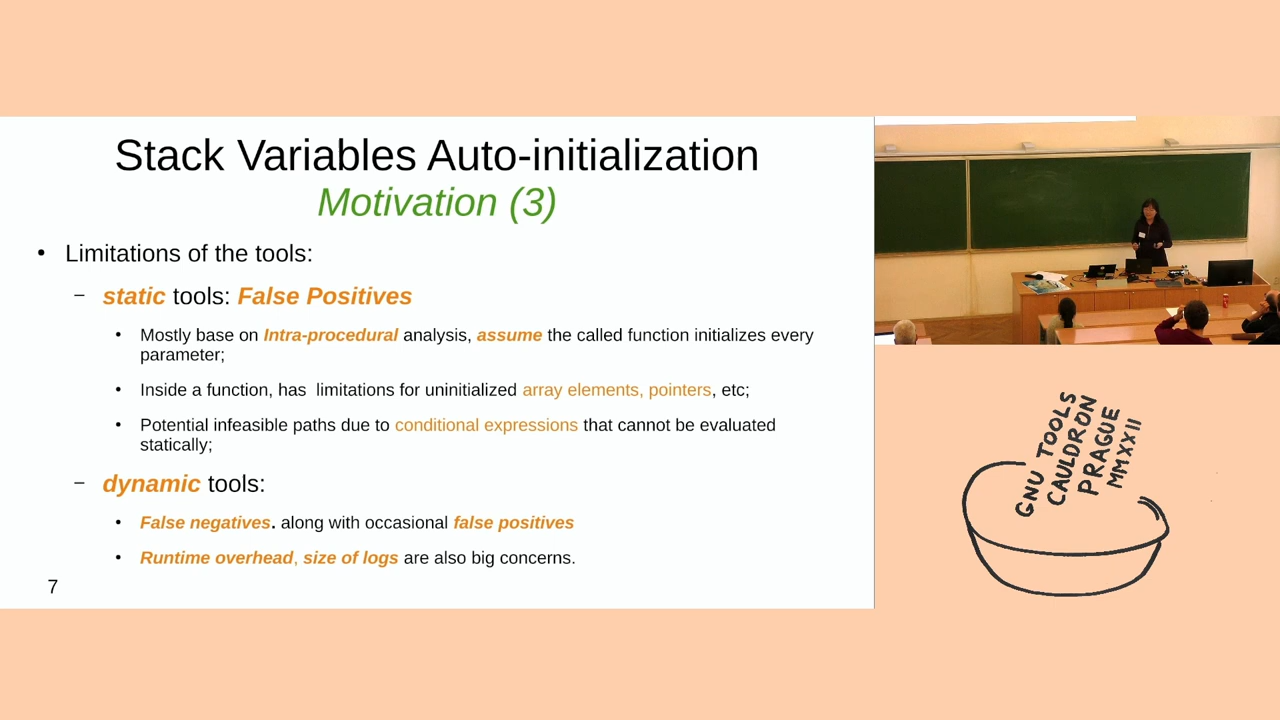 Stack Variables Auto-initialization
Motivation (3)
• Limitations of the tools:
– static tools: False Positives
• Mostly base on Intra-procedural analysis, assume the called function initializes every
parameter;
• Inside a function, has limitations for uninitialized array elements, pointers, etc;
• Potential infeasible paths due to conditional expressions that cannot be evaluated
statically;
– dynamic tools:
• False negatives. along with occasional false positives
• Runtime overhead, size of logs are also big concerns.
7
GNU TOOLS
CAULDRON
PRAGUE
MMXXII